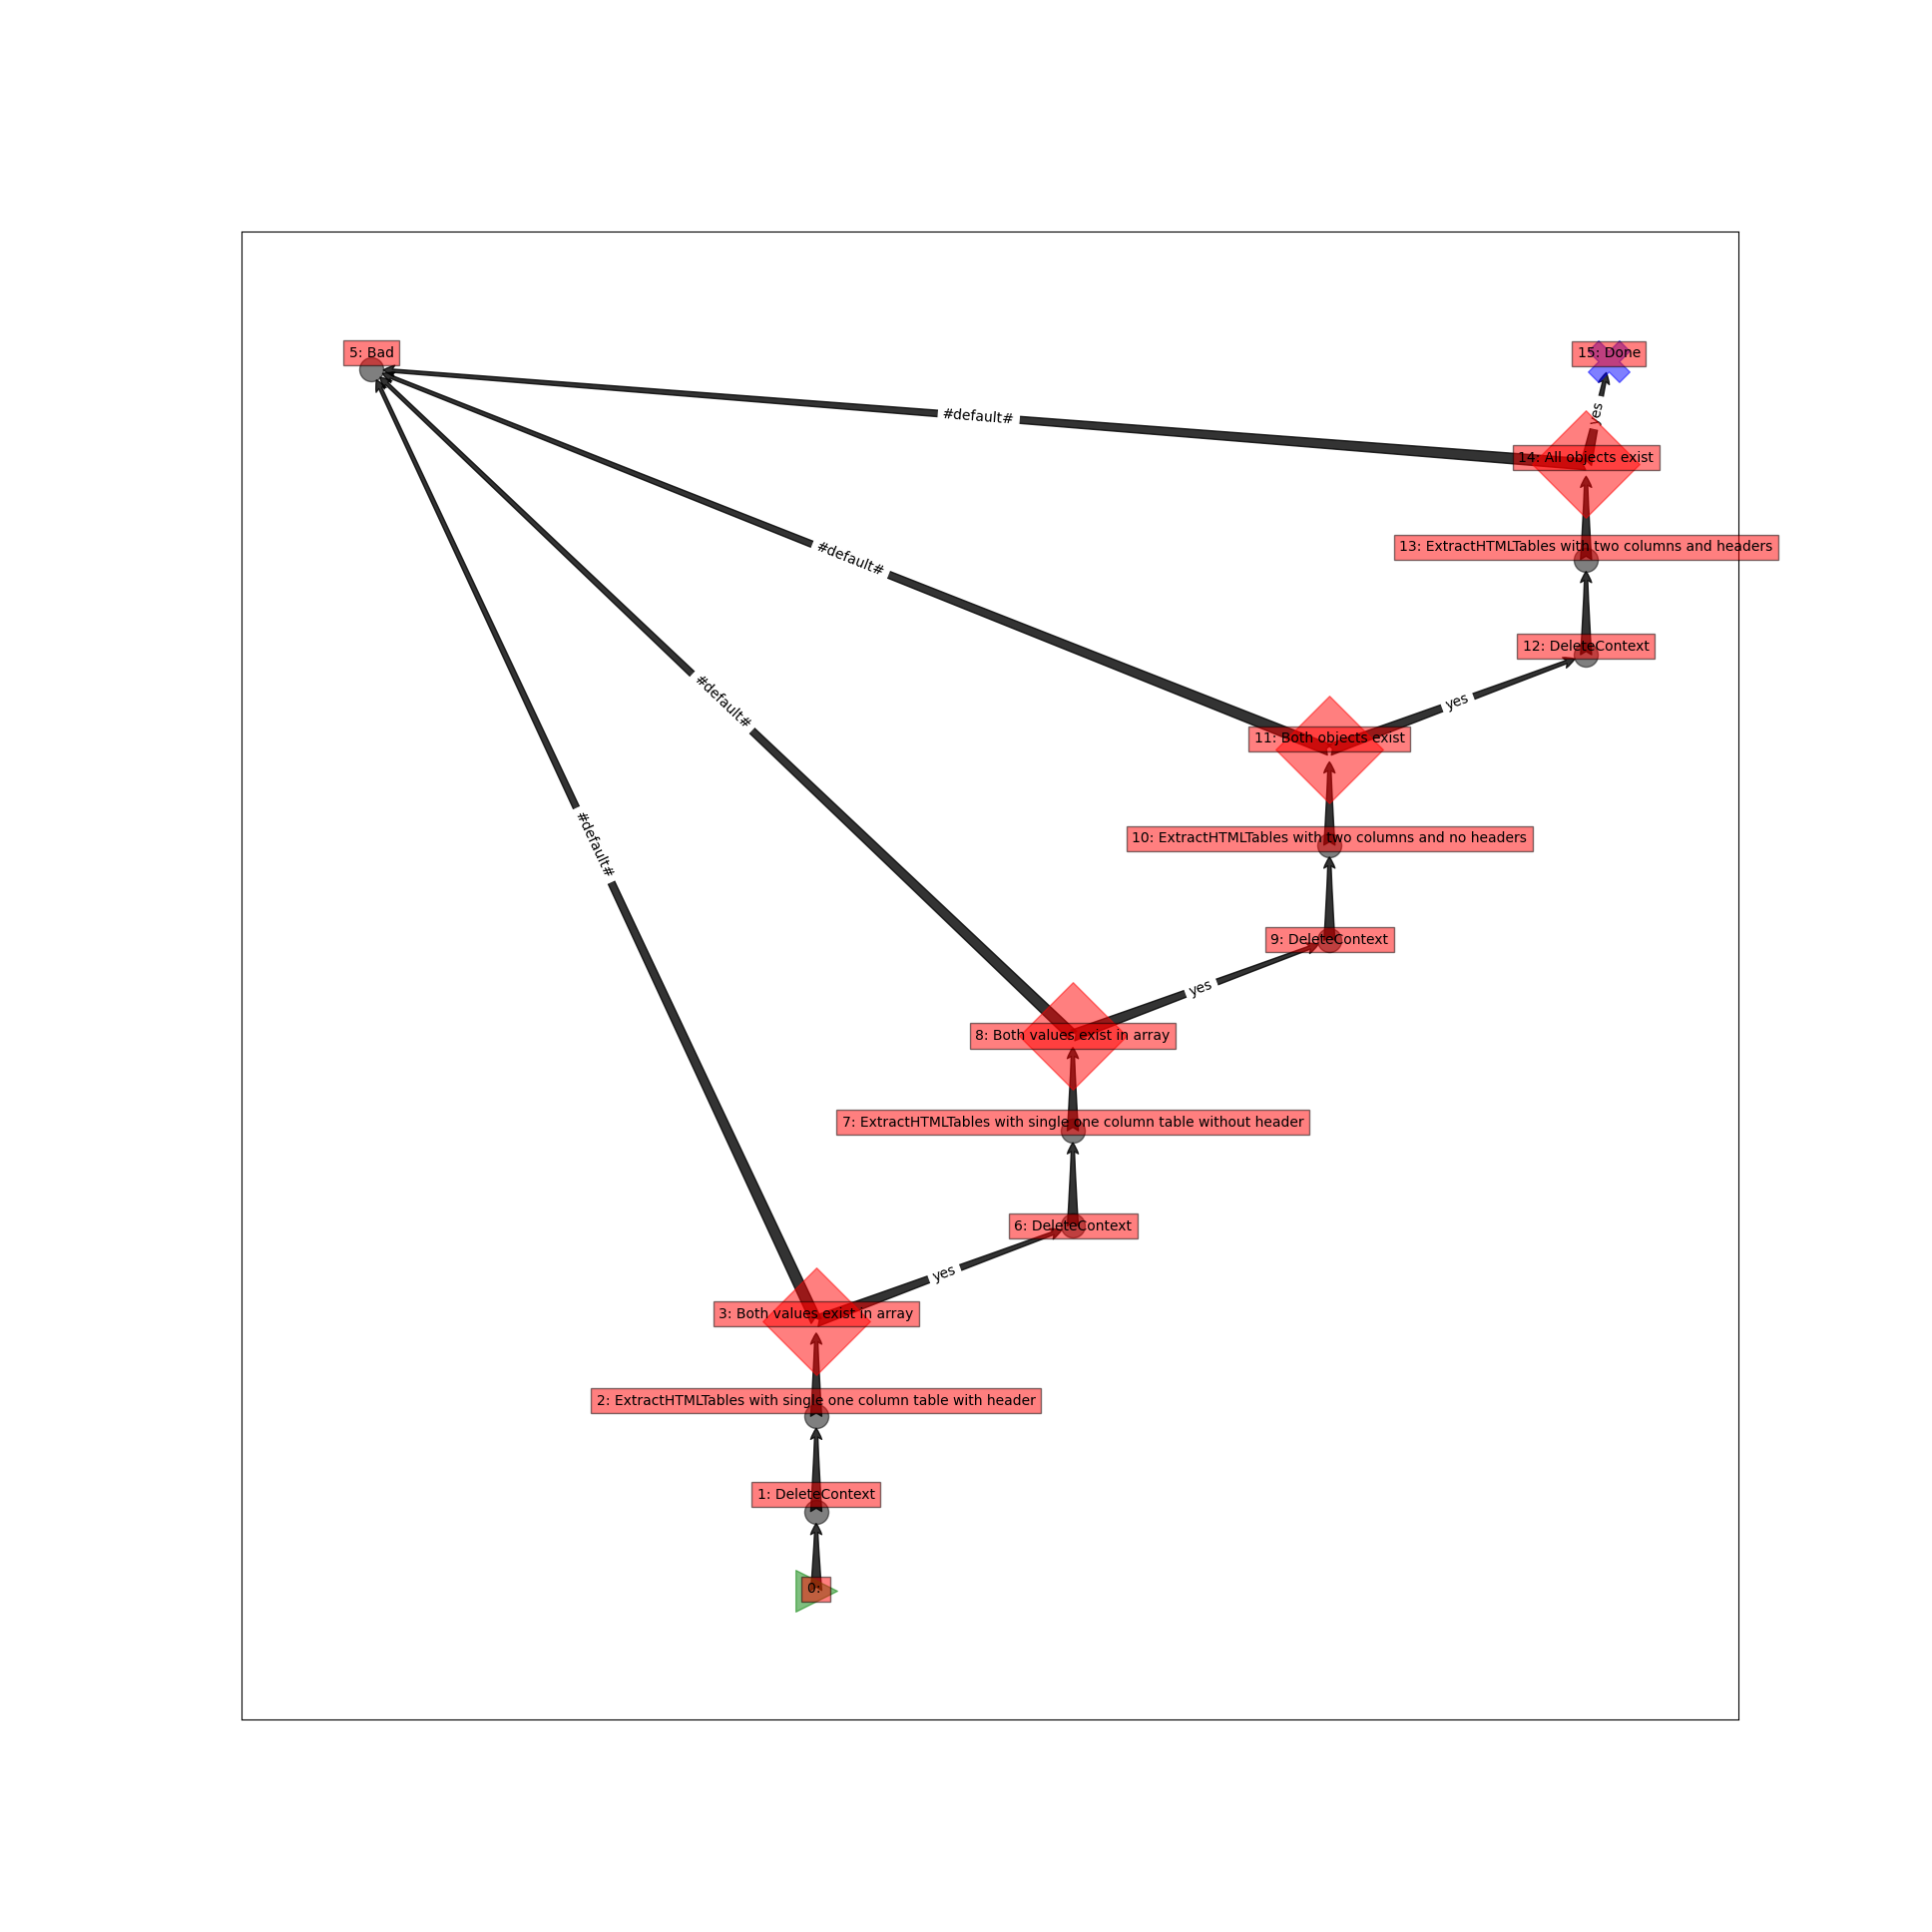 5: Bad
15: Done
yes
#default#
14: All objects exist
13: ExtractHTMLTables with two columns and headers
#default#
12: DeleteContext
yes
#default#
11: Both objects exist
10: ExtractHTMLTables with two columns and no headers
#default#
9: DeleteContext
yes
8: Both values exist in array
7: ExtractHTMLTables with single one column table without header
6: DeleteContext
yes
3: Both values exist in array
2: ExtractHTMLTables with single one column table with header
1: DeleteContext
0: